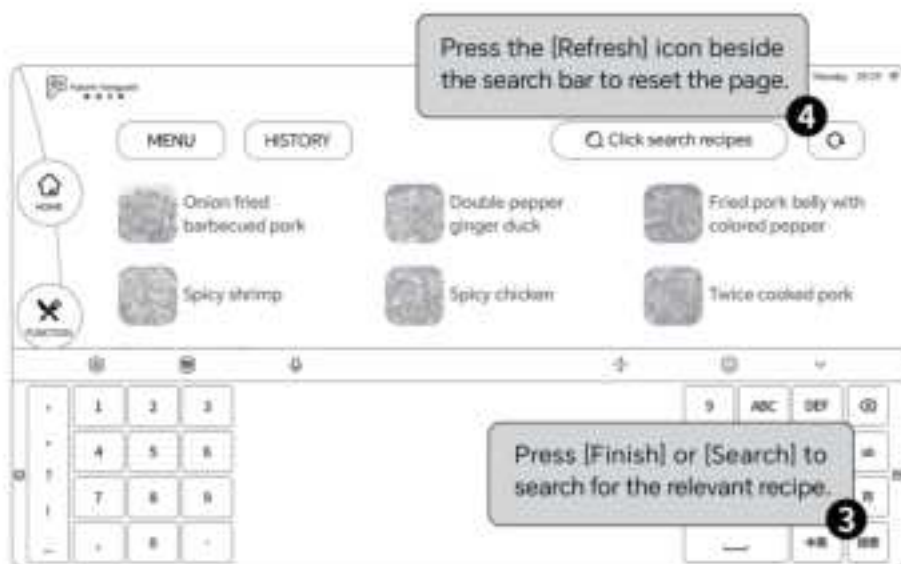 Press the [Refresh] icon beside
the search bar to reset the page.
4
MENU
HISTORY
Click search recipes
HOME
Onion fried
barbecued pork
Double pepper
ginger duck
Fried pork belly with
colored pepper
Spicy shrimp
Spicy chicken
Twice cooked pork
FUNCTION
1 2 3
9 ABC DEF
4 5 6
Press [Finish] or [Search] to
search for the relevant recipe.
7 8 9
3